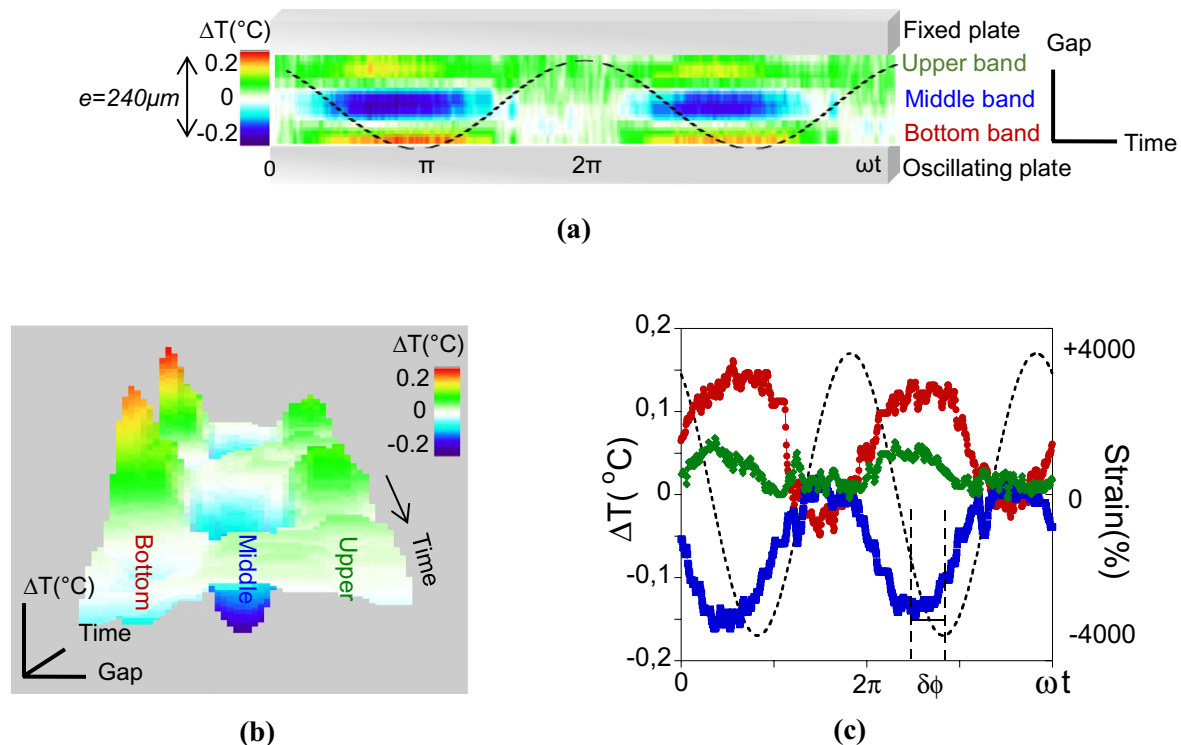 ΔT(°C)
0.2
0
-0.2
e=240μm
Fixed plate
Upper band
Middle band
Bottom band
Oscillating plate
Gap
Time
0
π
2π
ωt
(a)
ΔT(°C)
0.2
0
-0.2
Bottom
Middle
Upper
Time
ΔT(°C)
Time
Gap
(b)
0,2
0,1
0
-0,1
-0,2
ΔT( °C)
+4000
0
-4000
Strain(%)
0
2π
δϕ
ωt
(c)